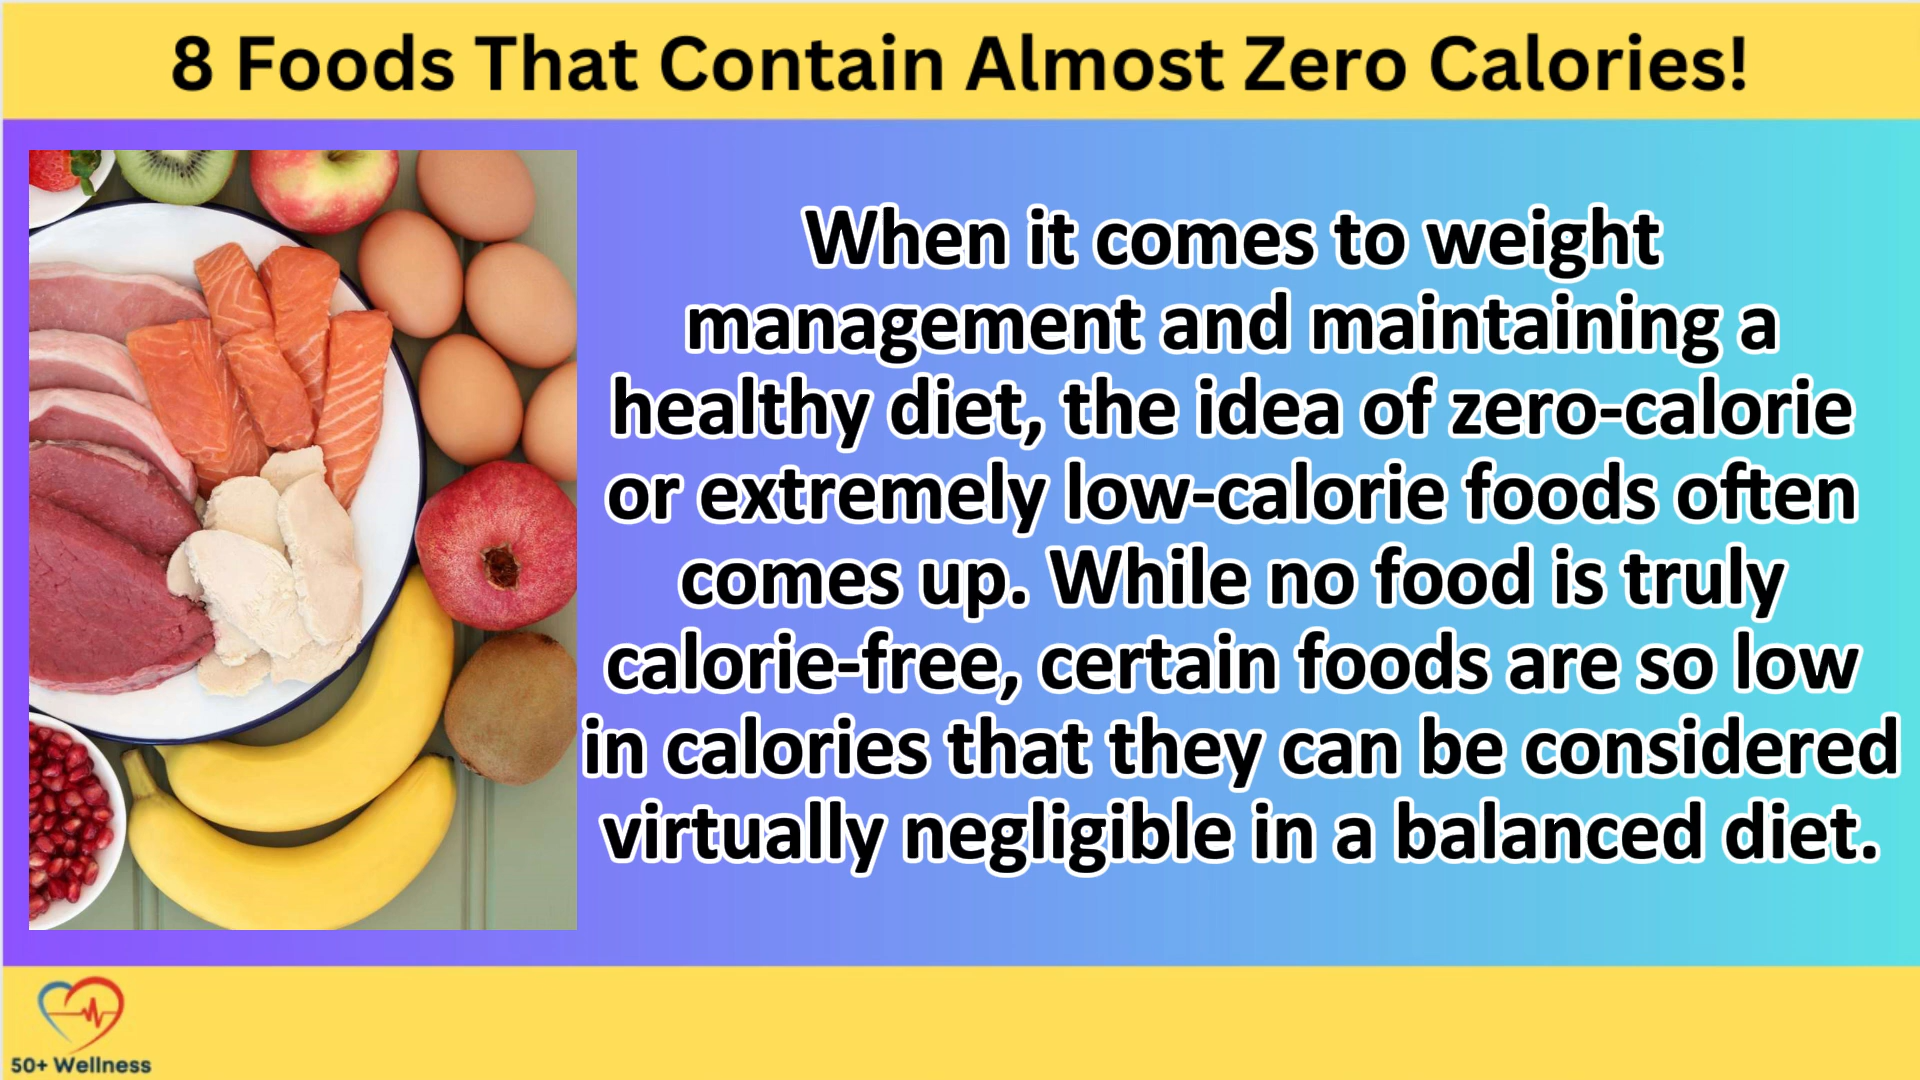 8 Foods That Contain Almost Zero Calories!
When it comes to weight
management and maintaining a
healthy diet, the idea of zero-calorie
or extremely low-calorie foods often
comes up. While no food is truly
calorie-free, certain foods are so low
in calories that they can be considered
virtually negligible in a balanced diet.
50+ Wellness